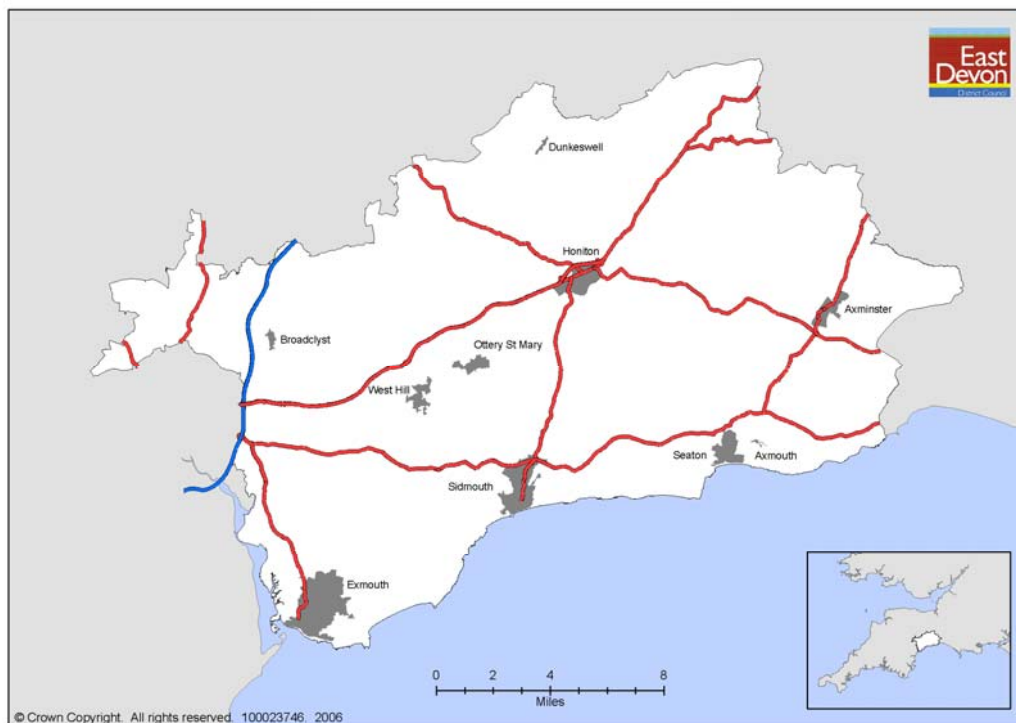 East
Devon
District Council
Dunkeswell
Honiton
Axminster
Broadclyst
Ottery St Mary
West Hill
Seaton
Axmouth
Sidmouth
Exmouth
0 2 4 8
Miles
© Crown Copyright. All rights reserved. 100023746. 2006